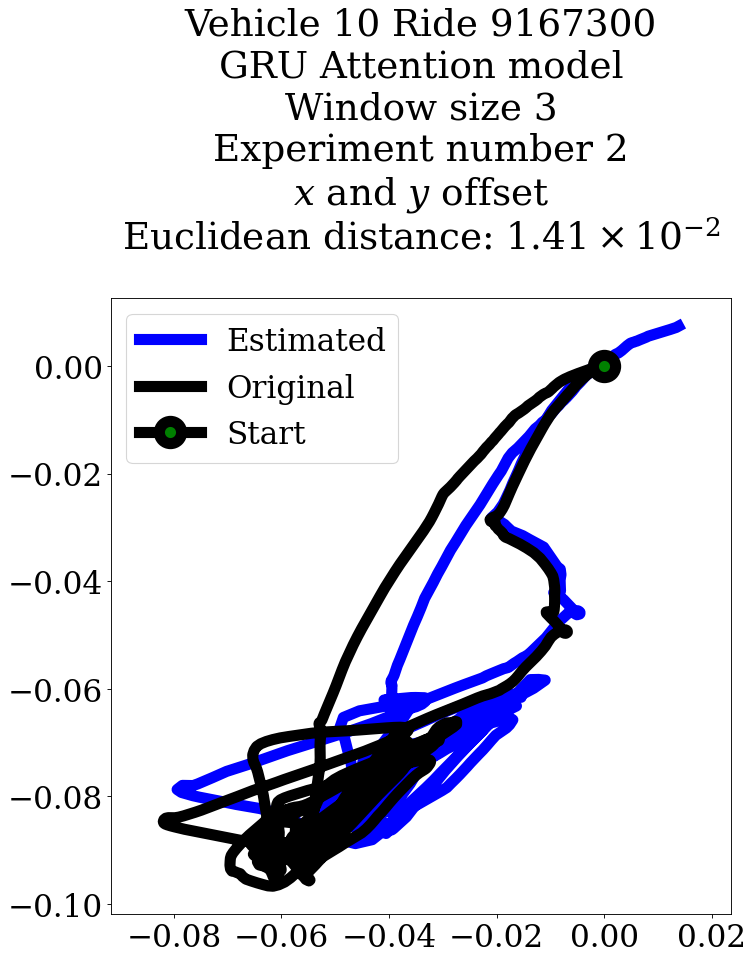 Vehicle 10 Ride 9167300
GRU Attention model
Window size 3
Experiment number 2
x and y offset
Euclidean distance: 1.41 × 10⁻²
Estimated
Original
Start
0.00
−0.02
−0.04
−0.06
−0.08
−0.10
−0.08 −0.06 −0.04 −0.02 0.00 0.02